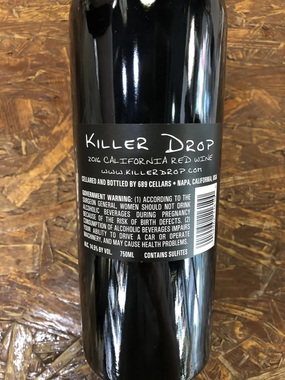 KILLER DROP
2016 CALIFORNIA RED WINE
WWW.KILLERDROP.COM
CELLARED AND BOTTLED BY 689 CELLARS • NAPA, CALIFORNIA, USA
GOVERNMENT WARNING: (1) ACCORDING TO THE
SURGEON GENERAL, WOMEN SHOULD NOT DRINK
ALCOHOLIC BEVERAGES DURING PREGNANCY
BECAUSE OF THE RISK OF BIRTH DEFECTS. (2)
CONSUMPTION OF ALCOHOLIC BEVERAGES IMPAIRS
YOUR ABILITY TO DRIVE A CAR OR OPERATE
MACHINERY, AND MAY CAUSE HEALTH PROBLEMS.
750ML CONTAINS SULFITES